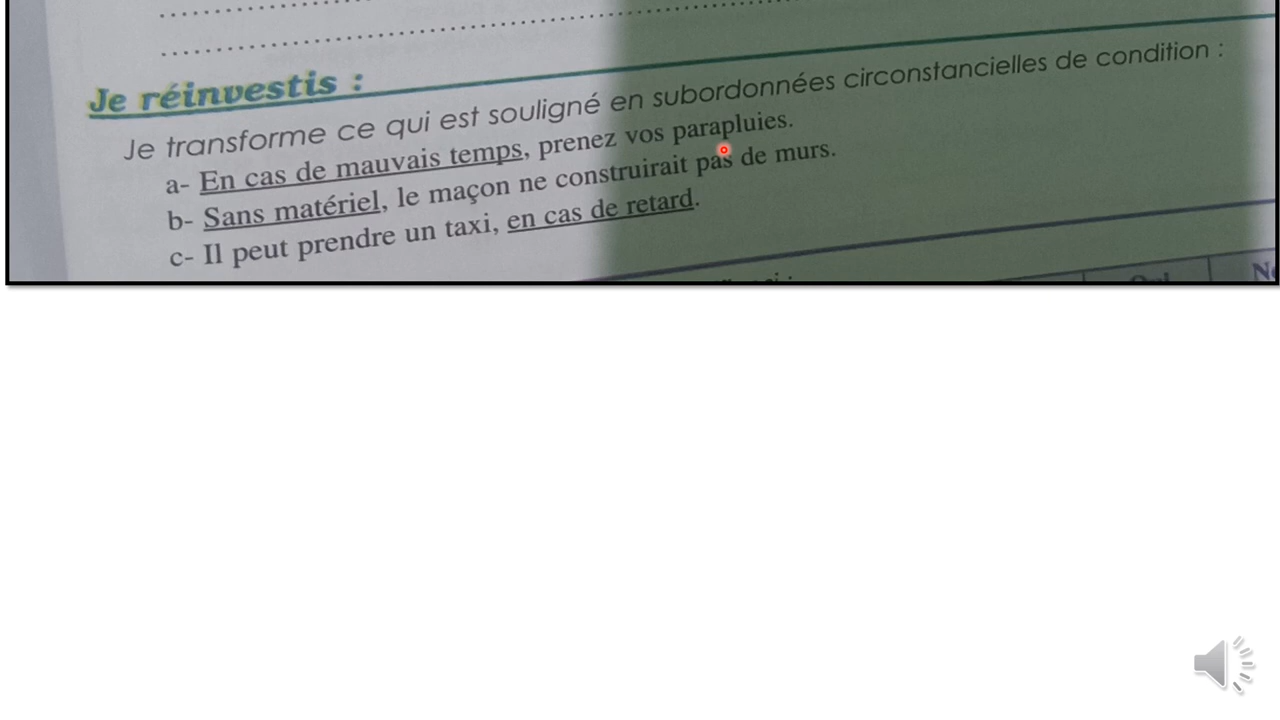 Je réinvestis :
Je transforme ce qui est souligné en subordonnées circonstancielles de condition :
a- En cas de mauvais temps, prenez vos parapluies.
b- Sans matériel, le maçon ne construirait pas de murs.
c- Il peut prendre un taxi, en cas de retard.